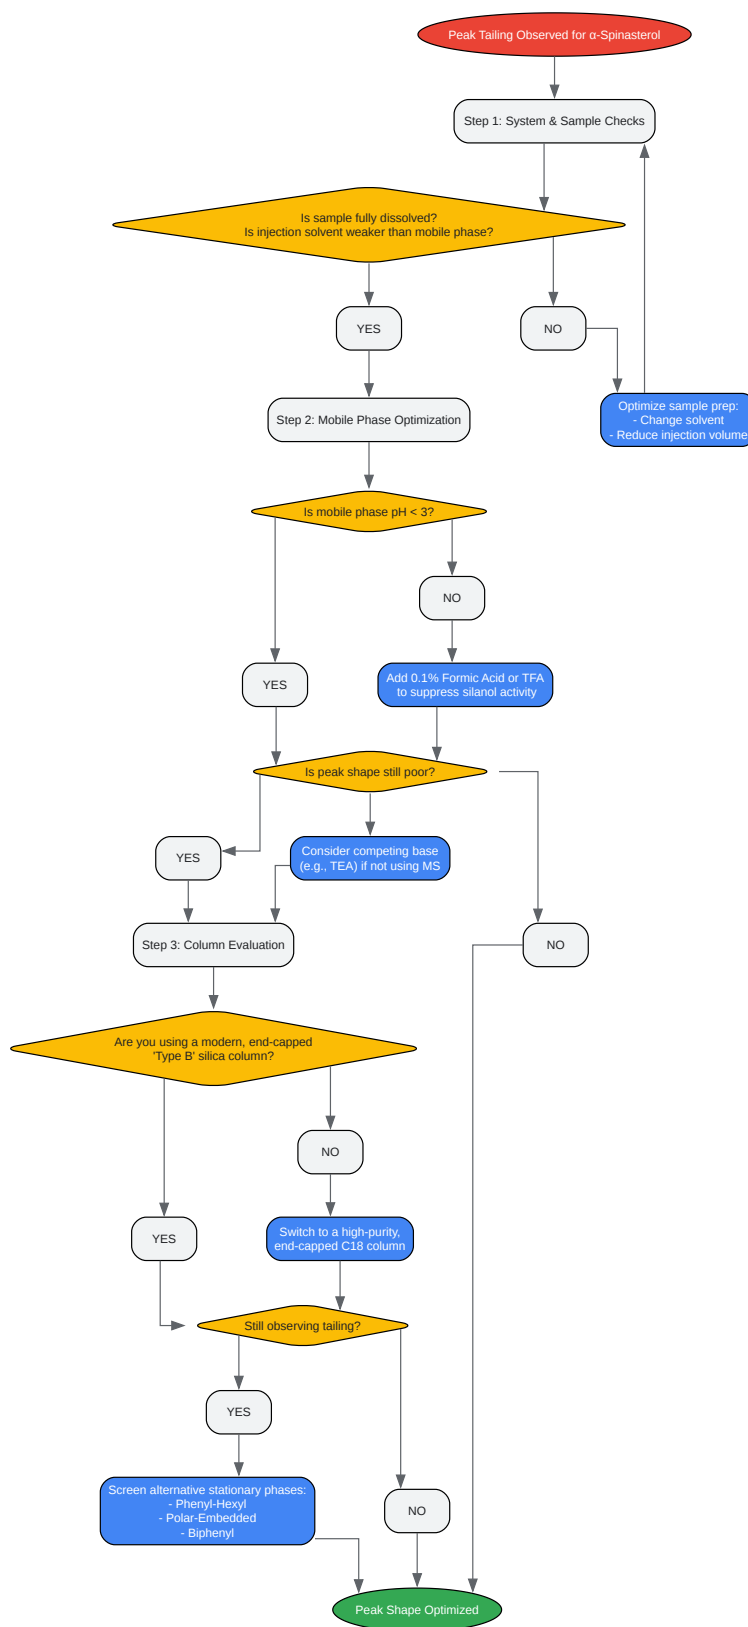 Peak Tailing Observed for α-Spinasterol
Step 1: System & Sample Checks
Is sample fully dissolved?
Is injection solvent weaker than mobile phase?
YES
NO
Optimize sample prep:
- Change solvent
- Reduce injection volume
Step 2: Mobile Phase Optimization
Is mobile phase pH < 3?
NO
YES
Add 0.1% Formic Acid or TFA
to suppress silanol activity
Is peak shape still poor?
YES
Consider competing base
(e.g., TEA) if not using MS
Step 3: Column Evaluation
NO
Are you using a modern, end-capped
'Type B' silica column?
NO
YES
Switch to a high-purity,
end-capped C18 column
Still observing tailing?
YES
Screen alternative stationary phases:
- Phenyl-Hexyl
- Polar-Embedded
- Biphenyl
NO
Peak Shape Optimized